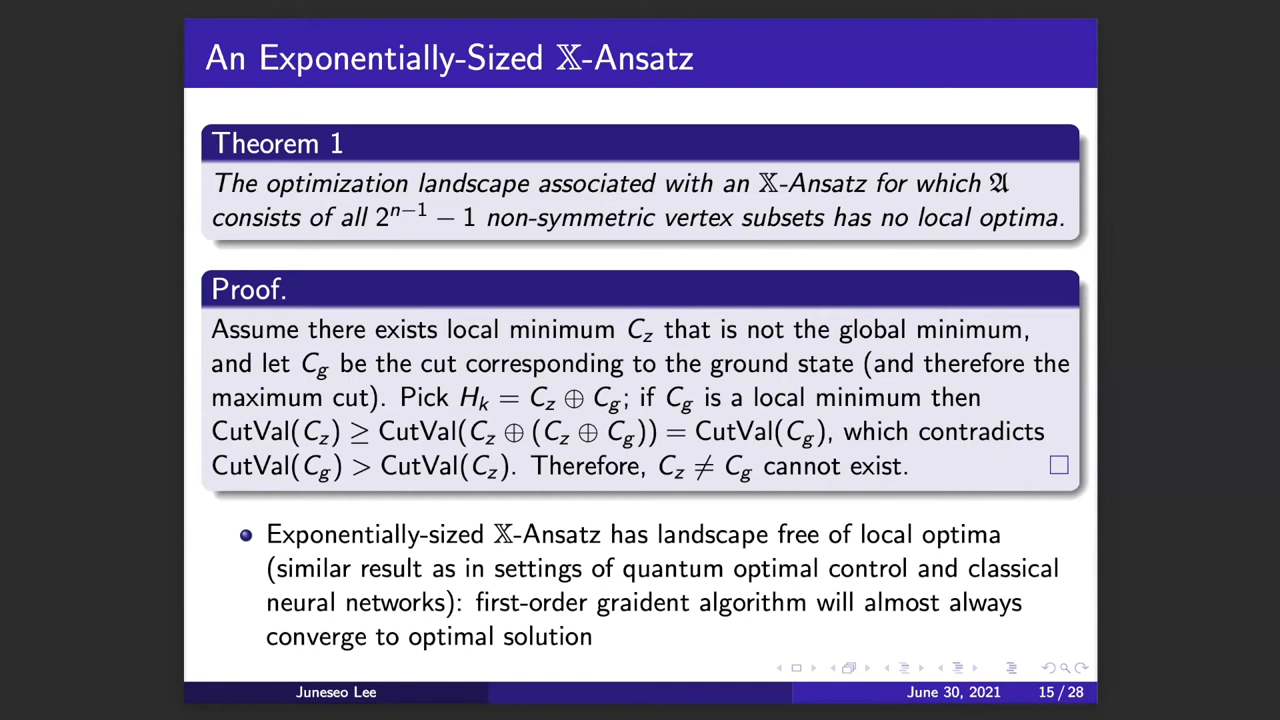 An Exponentially-Sized 𝕏-Ansatz
Theorem 1
The optimization landscape associated with an 𝕏-Ansatz for which 𝔄
consists of all 2ⁿ⁻¹ − 1 non-symmetric vertex subsets has no local optima.
Proof.
Assume there exists local minimum C_z that is not the global minimum,
and let C_g be the cut corresponding to the ground state (and therefore the
maximum cut). Pick H_k = C_z ⊕ C_g; if C_g is a local minimum then
CutVal(C_z) ≥ CutVal(C_z ⊕ (C_z ⊕ C_g)) = CutVal(C_g), which contradicts
CutVal(C_g) > CutVal(C_z). Therefore, C_z ≠ C_g cannot exist. □
Exponentially-sized 𝕏-Ansatz has landscape free of local optima
(similar result as in settings of quantum optimal control and classical
neural networks): first-order graident algorithm will almost always
converge to optimal solution
Juneseo Lee June 30, 2021 15 / 28